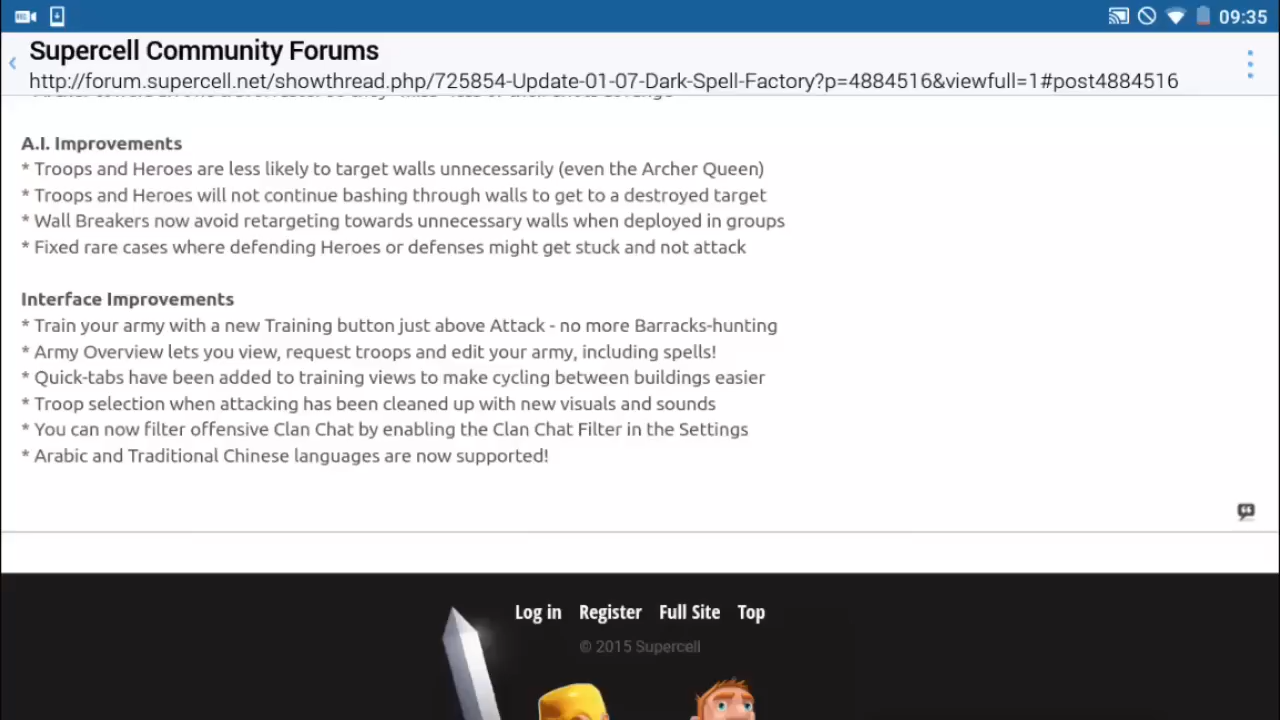 09:35
Supercell Community Forums
http://forum.supercell.net/showthread.php/725854-Update-01-07-Dark-Spell-Factory?p=4884516&viewfull=1#post4884516
A.I. Improvements
* Troops and Heroes are less likely to target walls unnecessarily (even the Archer Queen)
* Troops and Heroes will not continue bashing through walls to get to a destroyed target
* Wall Breakers now avoid retargeting towards unnecessary walls when deployed in groups
* Fixed rare cases where defending Heroes or defenses might get stuck and not attack
Interface Improvements
* Train your army with a new Training button just above Attack - no more Barracks-hunting
* Army Overview lets you view, request troops and edit your army, including spells!
* Quick-tabs have been added to training views to make cycling between buildings easier
* Troop selection when attacking has been cleaned up with new visuals and sounds
* You can now filter offensive Clan Chat by enabling the Clan Chat Filter in the Settings
* Arabic and Traditional Chinese languages are now supported!
Log in Register Full Site Top
© 2015 Supercell